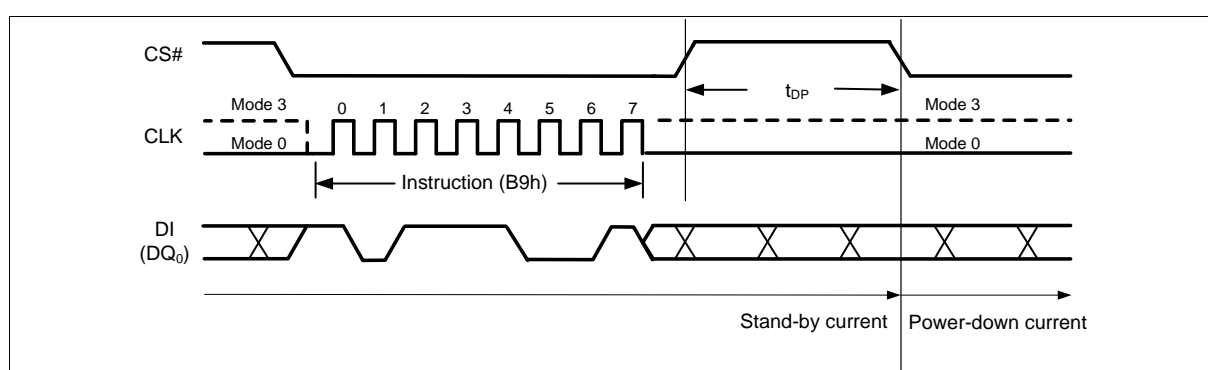 CS#
t_DP
Mode 3 0 1 2 3 4 5 6 7 Mode 3
CLK
Mode 0 Mode 0
Instruction (B9h)
DI
(DQ₀)
Stand-by current Power-down current